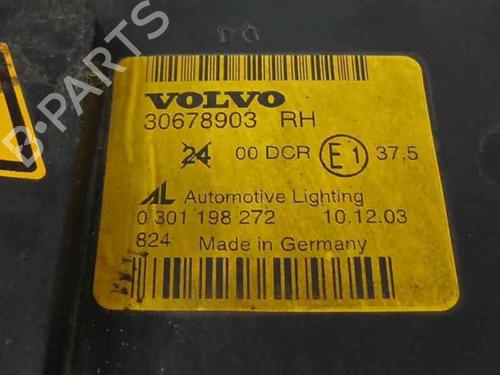 VOLVO
30678903 RH
24 00 DCR E1 37,5
AL Automotive Lighting
0 301 198 272 10.12.03
824 Made in Germany
B-PARTS